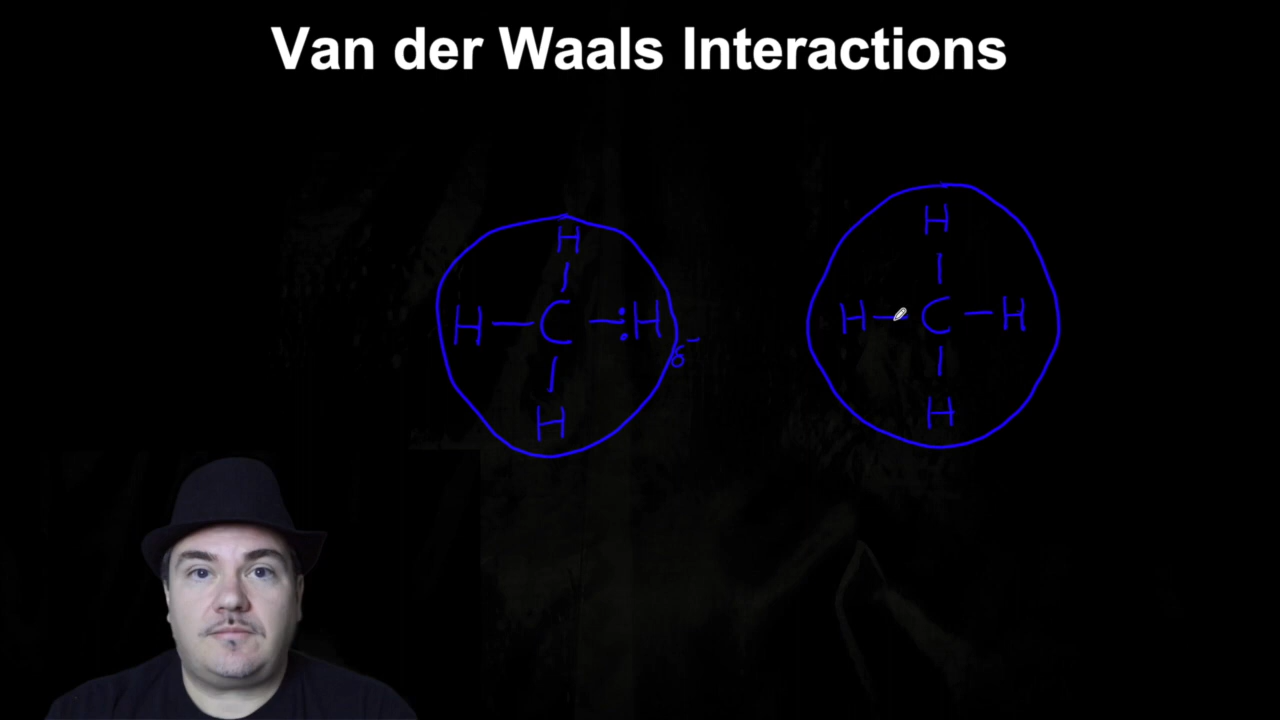 Van der Waals Interactions
H
H
H — C — : H
H — C — H
δ⁻
H
H